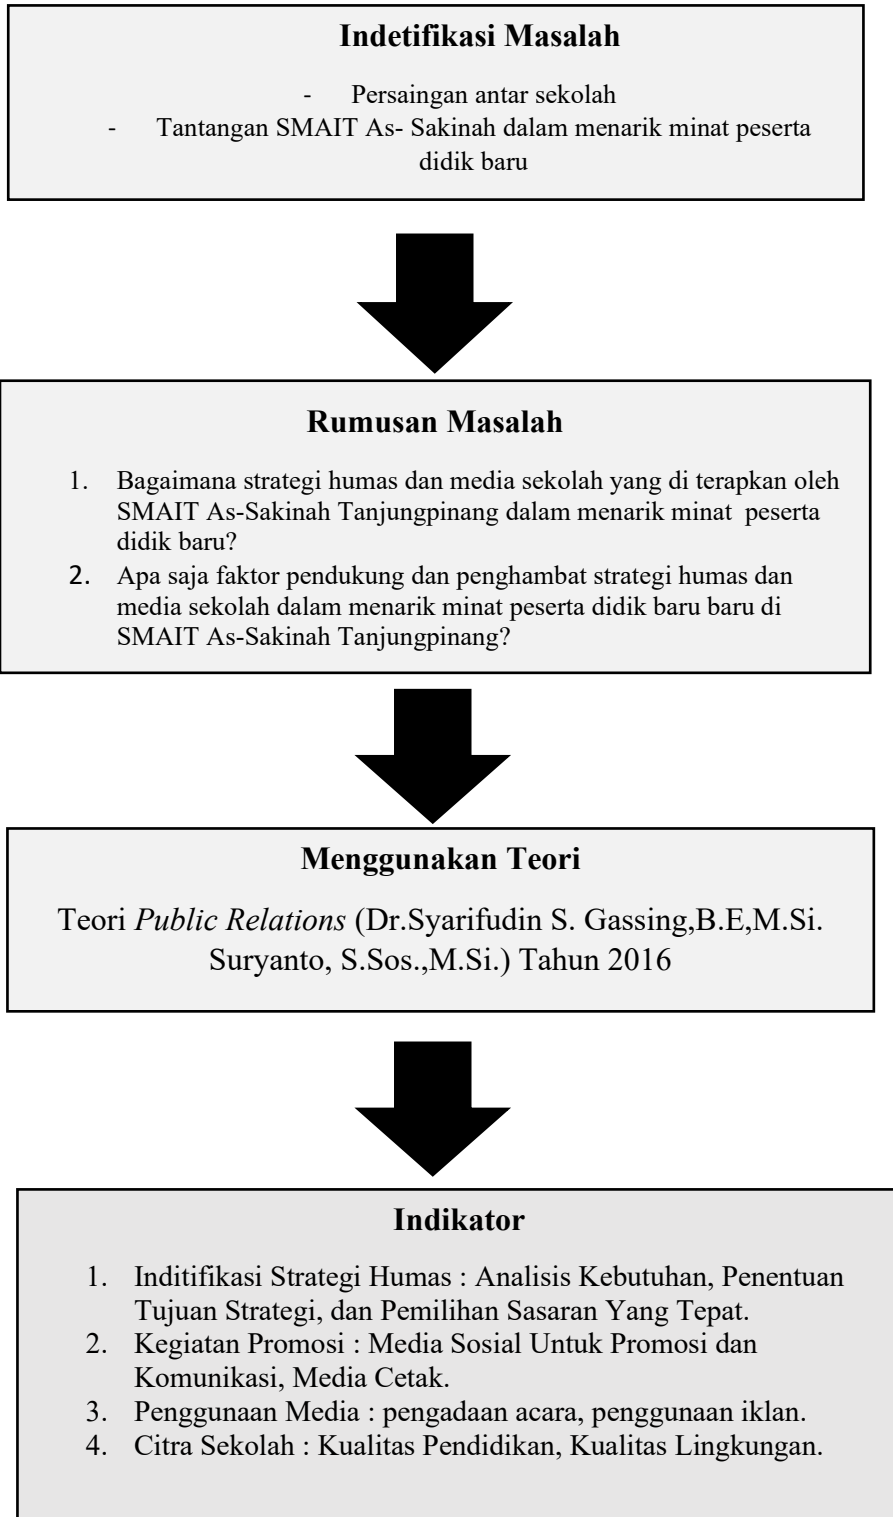 Indetifikasi Masalah
- Persaingan antar sekolah
- Tantangan SMAIT As- Sakinah dalam menarik minat peserta
didik baru
Rumusan Masalah
1. Bagaimana strategi humas dan media sekolah yang di terapkan oleh
SMAIT As-Sakinah Tanjungpinang dalam menarik minat peserta
didik baru?
2. Apa saja faktor pendukung dan penghambat strategi humas dan
media sekolah dalam menarik minat peserta didik baru baru di
SMAIT As-Sakinah Tanjungpinang?
Menggunakan Teori
Teori Public Relations (Dr.Syarifudin S. Gassing,B.E,M.Si.
Suryanto, S.Sos.,M.Si.) Tahun 2016
Indikator
1. Inditifikasi Strategi Humas : Analisis Kebutuhan, Penentuan
Tujuan Strategi, dan Pemilihan Sasaran Yang Tepat.
2. Kegiatan Promosi : Media Sosial Untuk Promosi dan
Komunikasi, Media Cetak.
3. Penggunaan Media : pengadaan acara, penggunaan iklan.
4. Citra Sekolah : Kualitas Pendidikan, Kualitas Lingkungan.